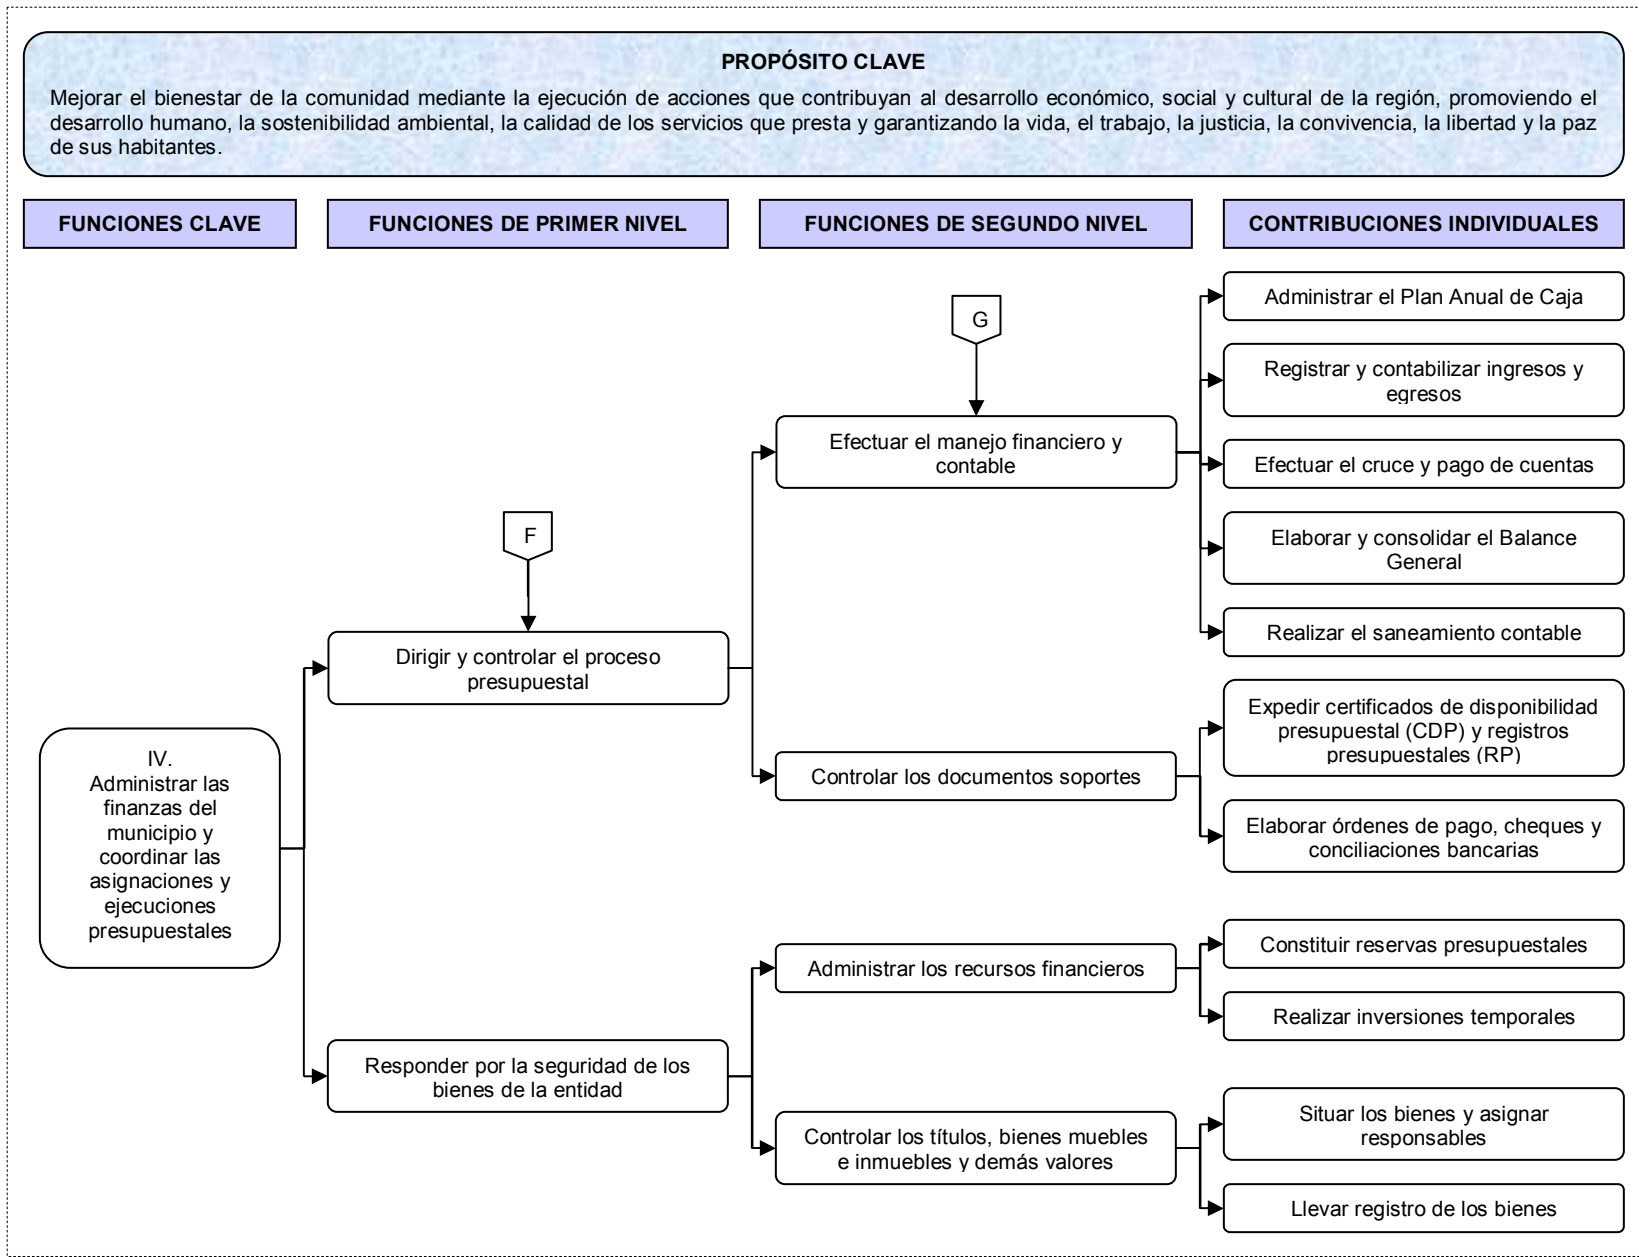 PROPÓSITO CLAVE
Mejorar el bienestar de la comunidad mediante la ejecución de acciones que contribuyan al desarrollo económico, social y cultural de la región, promoviendo el
desarrollo humano, la sostenibilidad ambiental, la calidad de los servicios que presta y garantizando la vida, el trabajo, la justicia, la convivencia, la libertad y la paz
de sus habitantes.
FUNCIONES CLAVE
FUNCIONES DE PRIMER NIVEL
FUNCIONES DE SEGUNDO NIVEL
CONTRIBUCIONES INDIVIDUALES
IV.
Administrar las
finanzas del
municipio y
coordinar las
asignaciones y
ejecuciones
presupuestales
F
Dirigir y controlar el proceso
presupuestal
Responder por la seguridad de los
bienes de la entidad
G
Efectuar el manejo financiero y
contable
Controlar los documentos soportes
Administrar los recursos financieros
Controlar los títulos, bienes muebles
e inmuebles y demás valores
Administrar el Plan Anual de Caja
Registrar y contabilizar ingresos y
egresos
Efectuar el cruce y pago de cuentas
Elaborar y consolidar el Balance
General
Realizar el saneamiento contable
Expedir certificados de disponibilidad
presupuestal (CDP) y registros
presupuestales (RP)
Elaborar órdenes de pago, cheques y
conciliaciones bancarias
Constituir reservas presupuestales
Realizar inversiones temporales
Situar los bienes y asignar
responsables
Llevar registro de los bienes